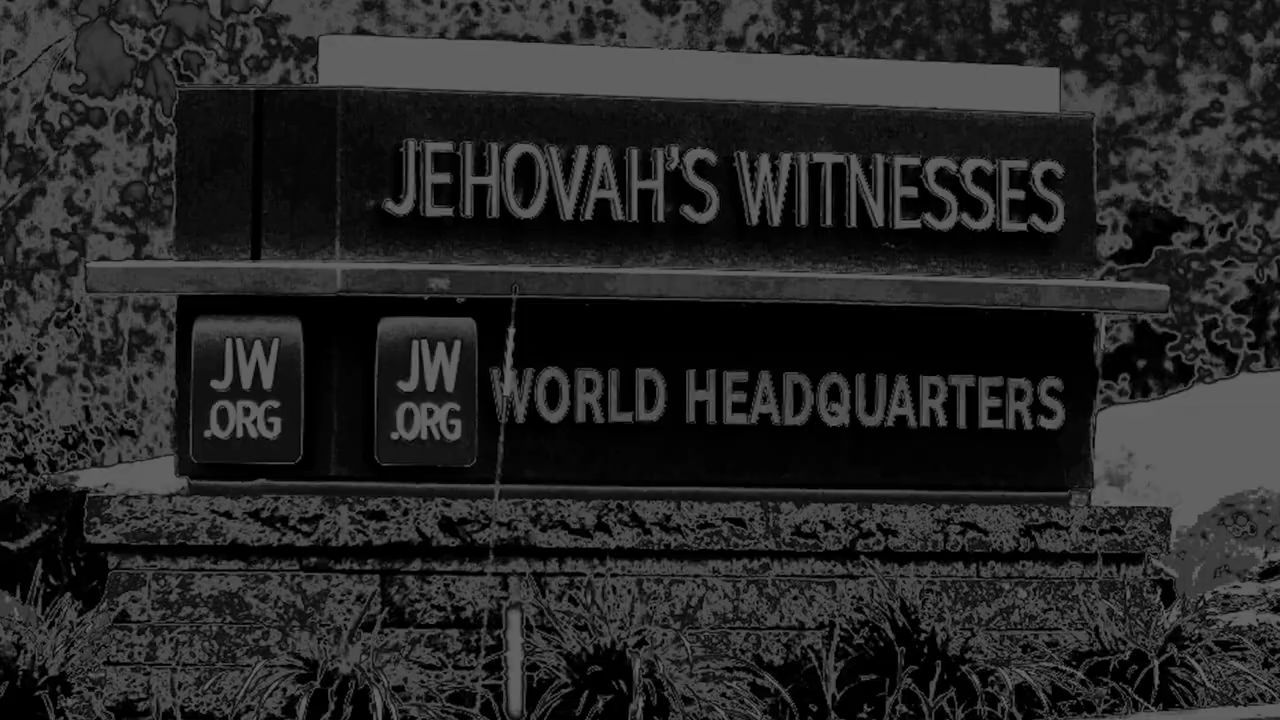 JEHOVAH'S WITNESSES
JW
.ORG
JW
.ORG
WORLD HEADQUARTERS